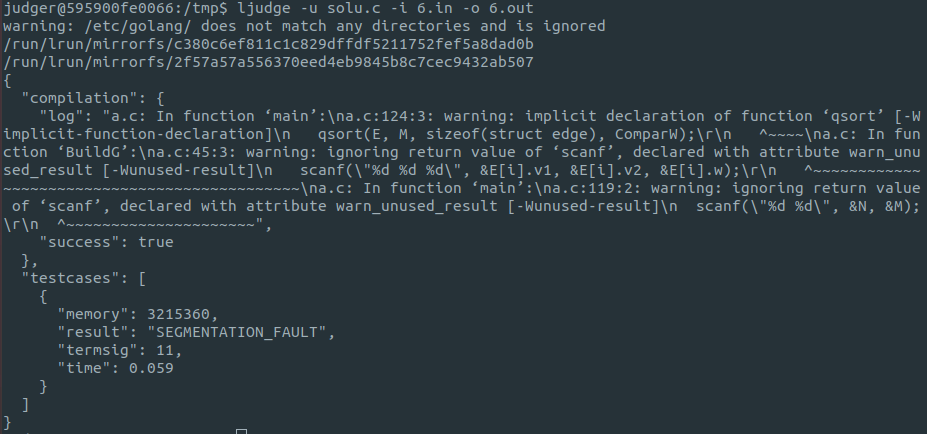 judger@595900fe0066:/tmp$ ljudge -u solu.c -i 6.in -o 6.out
warning: /etc/golang/ does not match any directories and is ignored
/run/lrun/mirrorfs/c380c6ef811c1c829dffdf5211752fef5a8dad0b
/run/lrun/mirrorfs/2f57a57a556370eed4eb9845b8c7cec9432ab507
{
  "compilation": {
    "log": "a.c: In function ‘main’:\na.c:124:3: warning: implicit declaration of function ‘qsort’ [-W
implicit-function-declaration]\n   qsort(E, M, sizeof(struct edge), ComparW);\r\n   ^~~~~\na.c: In fun
ction ‘BuildG’:\na.c:45:3: warning: ignoring return value of ‘scanf’, declared with attribute warn_unu
sed_result [-Wunused-result]\n   scanf(\"%d %d %d\", &E[i].v1, &E[i].v2, &E[i].w);\r\n   ^~~~~~~~~~~~~
~~~~~~~~~~~~~~~~~~~~~~~~~~~~~~~~~\na.c: In function ‘main’:\na.c:119:2: warning: ignoring return value
 of ‘scanf’, declared with attribute warn_unused_result [-Wunused-result]\n  scanf(\"%d %d\", &N, &M);
\r\n  ^~~~~~~~~~~~~~~~~~~~~~",
    "success": true
  },
  "testcases": [
    {
      "memory": 3215360,
      "result": "SEGMENTATION_FAULT",
      "termsig": 11,
      "time": 0.059
    }
  ]
}